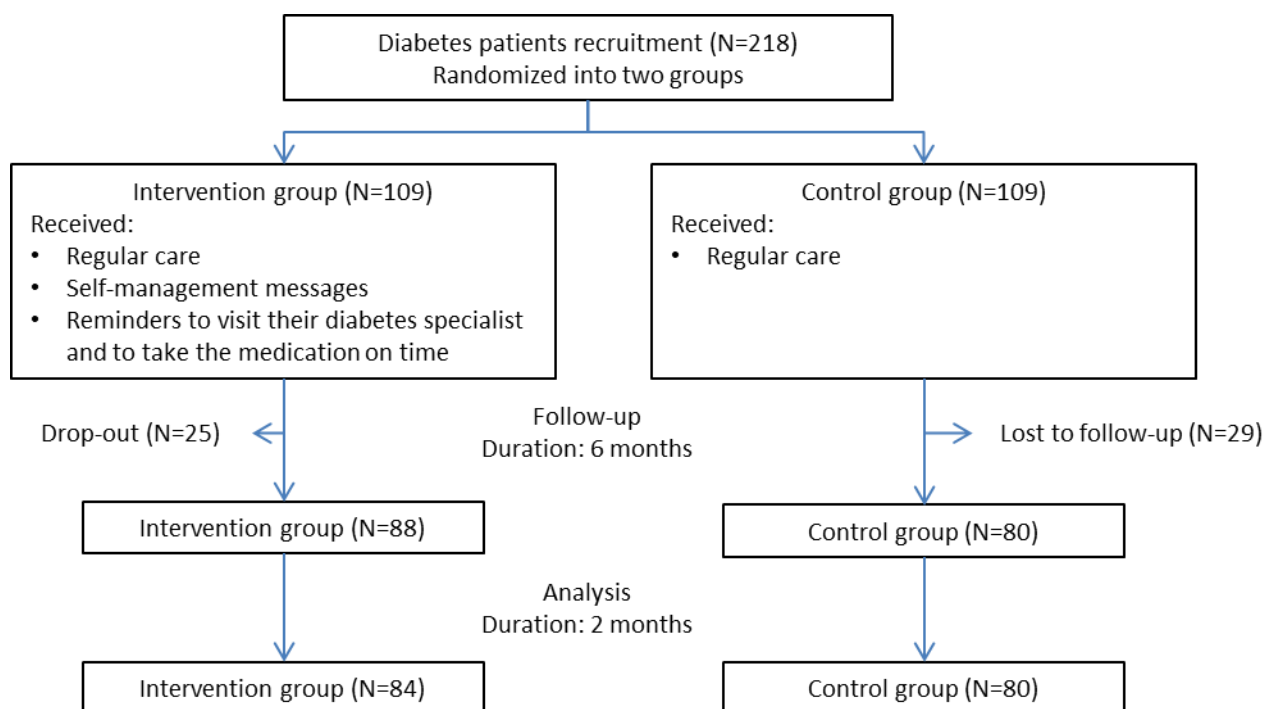 Diabetes patients recruitment (N=218)
Randomized into two groups
Intervention group (N=109)
Received:
• Regular care
• Self-management messages
• Reminders to visit their diabetes specialist
and to take the medication on time
Control group (N=109)
Received:
• Regular care
Drop-out (N=25)
Follow-up
Duration: 6 months
Lost to follow-up (N=29)
Intervention group (N=88)
Control group (N=80)
Analysis
Duration: 2 months
Intervention group (N=84)
Control group (N=80)